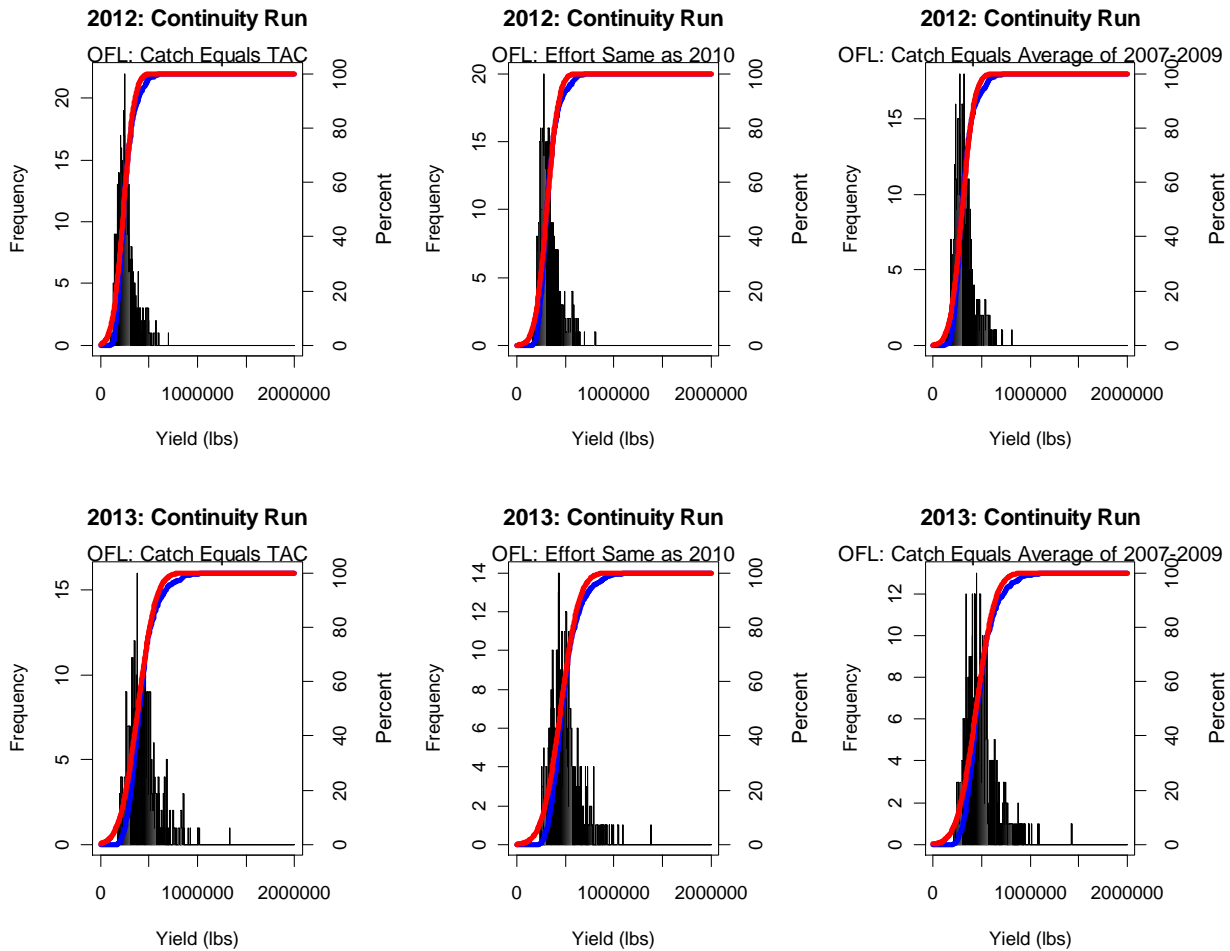 2012: Continuity Run
OFL: Catch Equals TAC
Frequency
0 5 10 15 20
Percent
0 20 40 60 80 100
0 1000000 2000000
Yield (lbs)
2012: Continuity Run
OFL: Effort Same as 2010
Frequency
0 5 10 15 20
Percent
0 20 40 60 80 100
0 1000000 2000000
Yield (lbs)
2012: Continuity Run
OFL: Catch Equals Average of 2007-2009
Frequency
0 5 10 15
Percent
0 20 40 60 80 100
0 1000000 2000000
Yield (lbs)
2013: Continuity Run
OFL: Catch Equals TAC
Frequency
0 5 10 15
Percent
0 20 40 60 80 100
0 1000000 2000000
Yield (lbs)
2013: Continuity Run
OFL: Effort Same as 2010
Frequency
0 2 4 6 8 10 12 14
Percent
0 20 40 60 80 100
0 1000000 2000000
Yield (lbs)
2013: Continuity Run
OFL: Catch Equals Average of 2007-2009
Frequency
0 2 4 6 8 10 12
Percent
0 20 40 60 80 100
0 1000000 2000000
Yield (lbs)